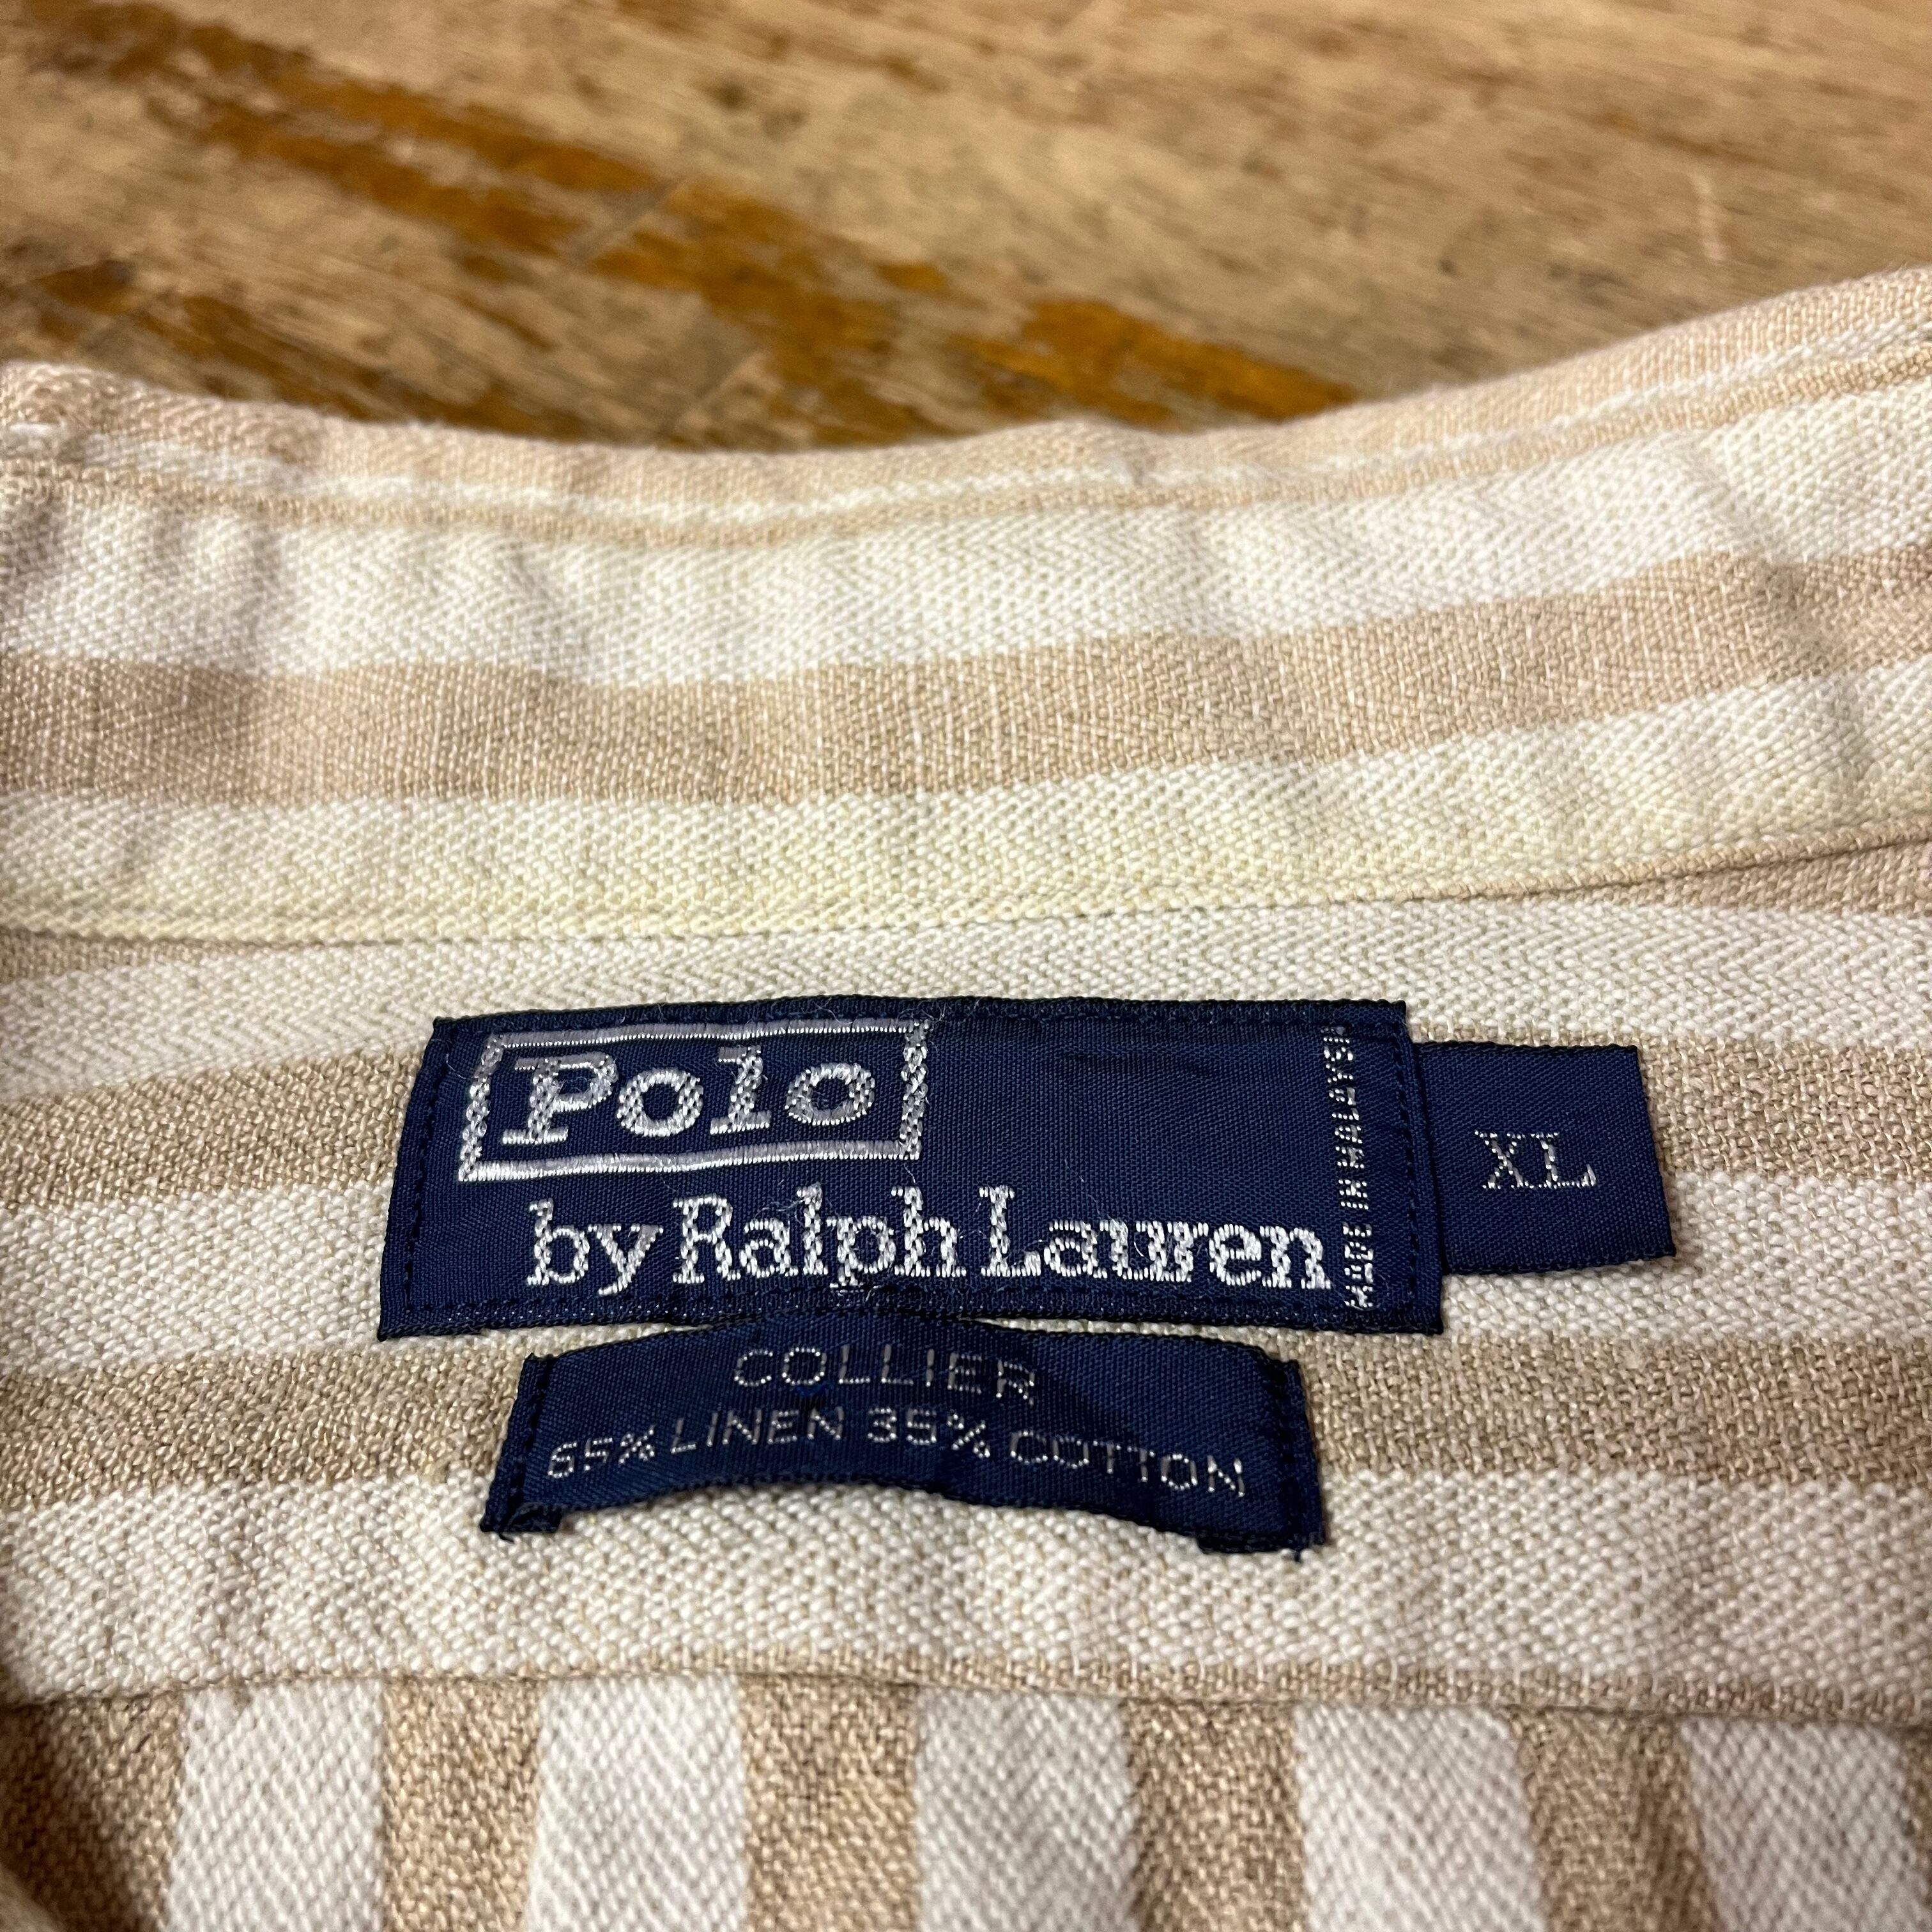 Polo
by Ralph Lauren
MADE IN MALAYSIA
XL
COLLIER
65% LINEN 35% COTTON